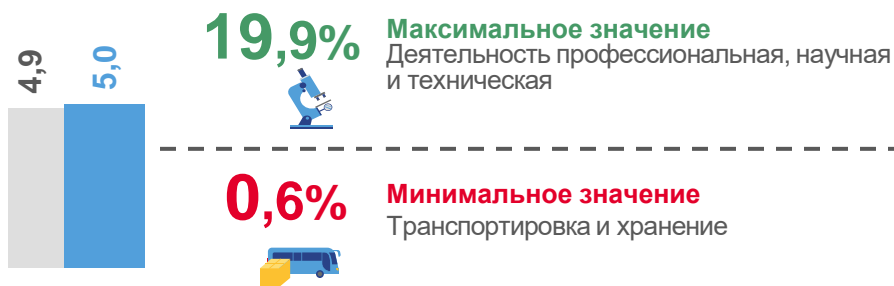 4,9
5,0
19,9%
Максимальное значение
Деятельность профессиональная, научная
и техническая
0,6%
Минимальное значение
Транспортировка и хранение